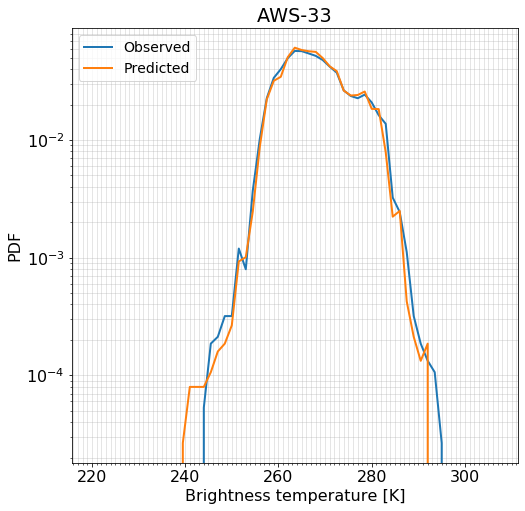 AWS-33
Observed
Predicted
PDF
10⁻²
10⁻³
10⁻⁴
220 240 260 280 300
Brightness temperature [K]